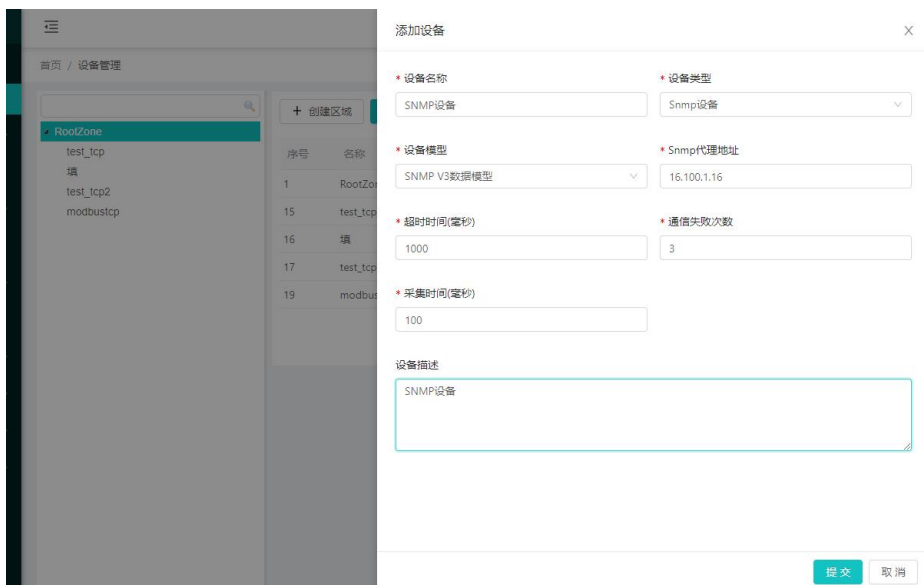 首页 / 设备管理
RootZone
test_tcp
填
test_tcp2
modbustcp
+ 创建区域
序号 名称
1 RootZo
15 test_tcp
16 填
17 test_tcp
19 modbus
添加设备
* 设备名称 * 设备类型
SNMP设备 Snmp设备
* 设备模型 * Snmp代理地址
SNMP V3数据模型 16.100.1.16
* 超时时间(毫秒) * 通信失败次数
1000 3
* 采集时间(毫秒)
100
设备描述
SNMP设备
提 交 取 消